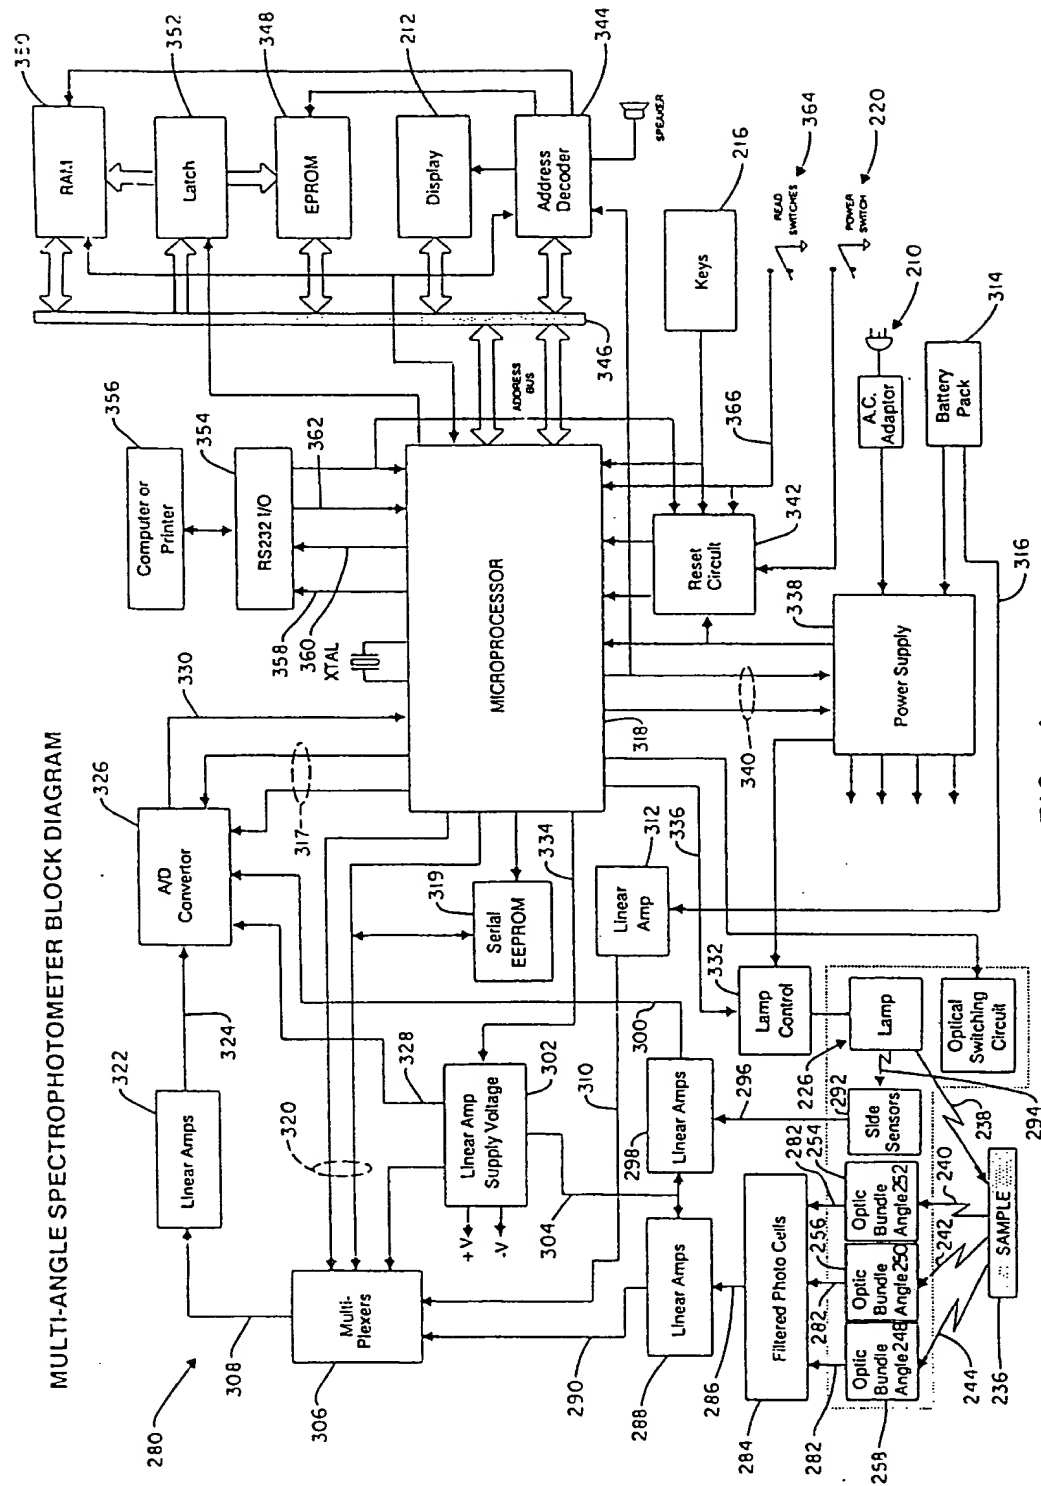 MULTI-ANGLE SPECTROPHOTOMETER BLOCK DIAGRAM
280
308
306
Multi-
Plexers
322
Linear Amps
324
326
A/D
Convertor
330
317
320
328
319
Serial
EEPROM
334
302
Linear Amp
Supply Voltage
+V
-V
304
310
300
290
288
Linear Amps
298
Linear Amps
286
296
284
Filtered Photo Cells
282
282
256
282
254
258
Optic
Bundle
Angle248
Optic
Bundle
Angle250
Optic
Bundle
Angle252
292
Side
Sensors
226
Lamp
Optical
Switching
Circuit
332
Lamp
Control
336
312
Linear
Amp
244
242
240
238
294
236
SAMPLE
356
Computer or
Printer
354
RS232 I/O
358
360
362
XTAL
MICROPROCESSOR
318
340
342
Reset
Circuit
338
Power Supply
316
366
ADDRESS
BUS
346
350
RAM
352
Latch
348
EPROM
212
Display
344
Address
Decoder
SPEAKER
216
Keys
364
READ
SWITCHES
220
POWER
SWITCH
210
A.C.
Adaptor
314
Battery
Pack